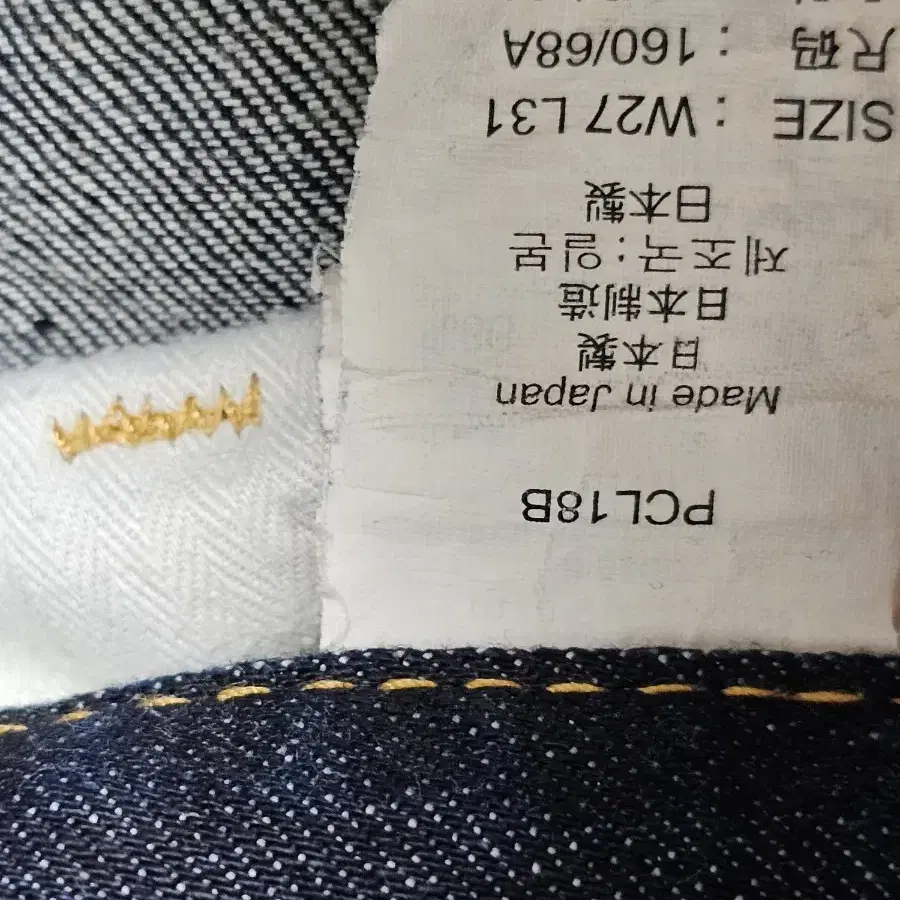 PCL18B
Made in Japan
日本製
日本制造
제조국:일본
日本製
SIZE : W27 L31
尺码 : 160/68A